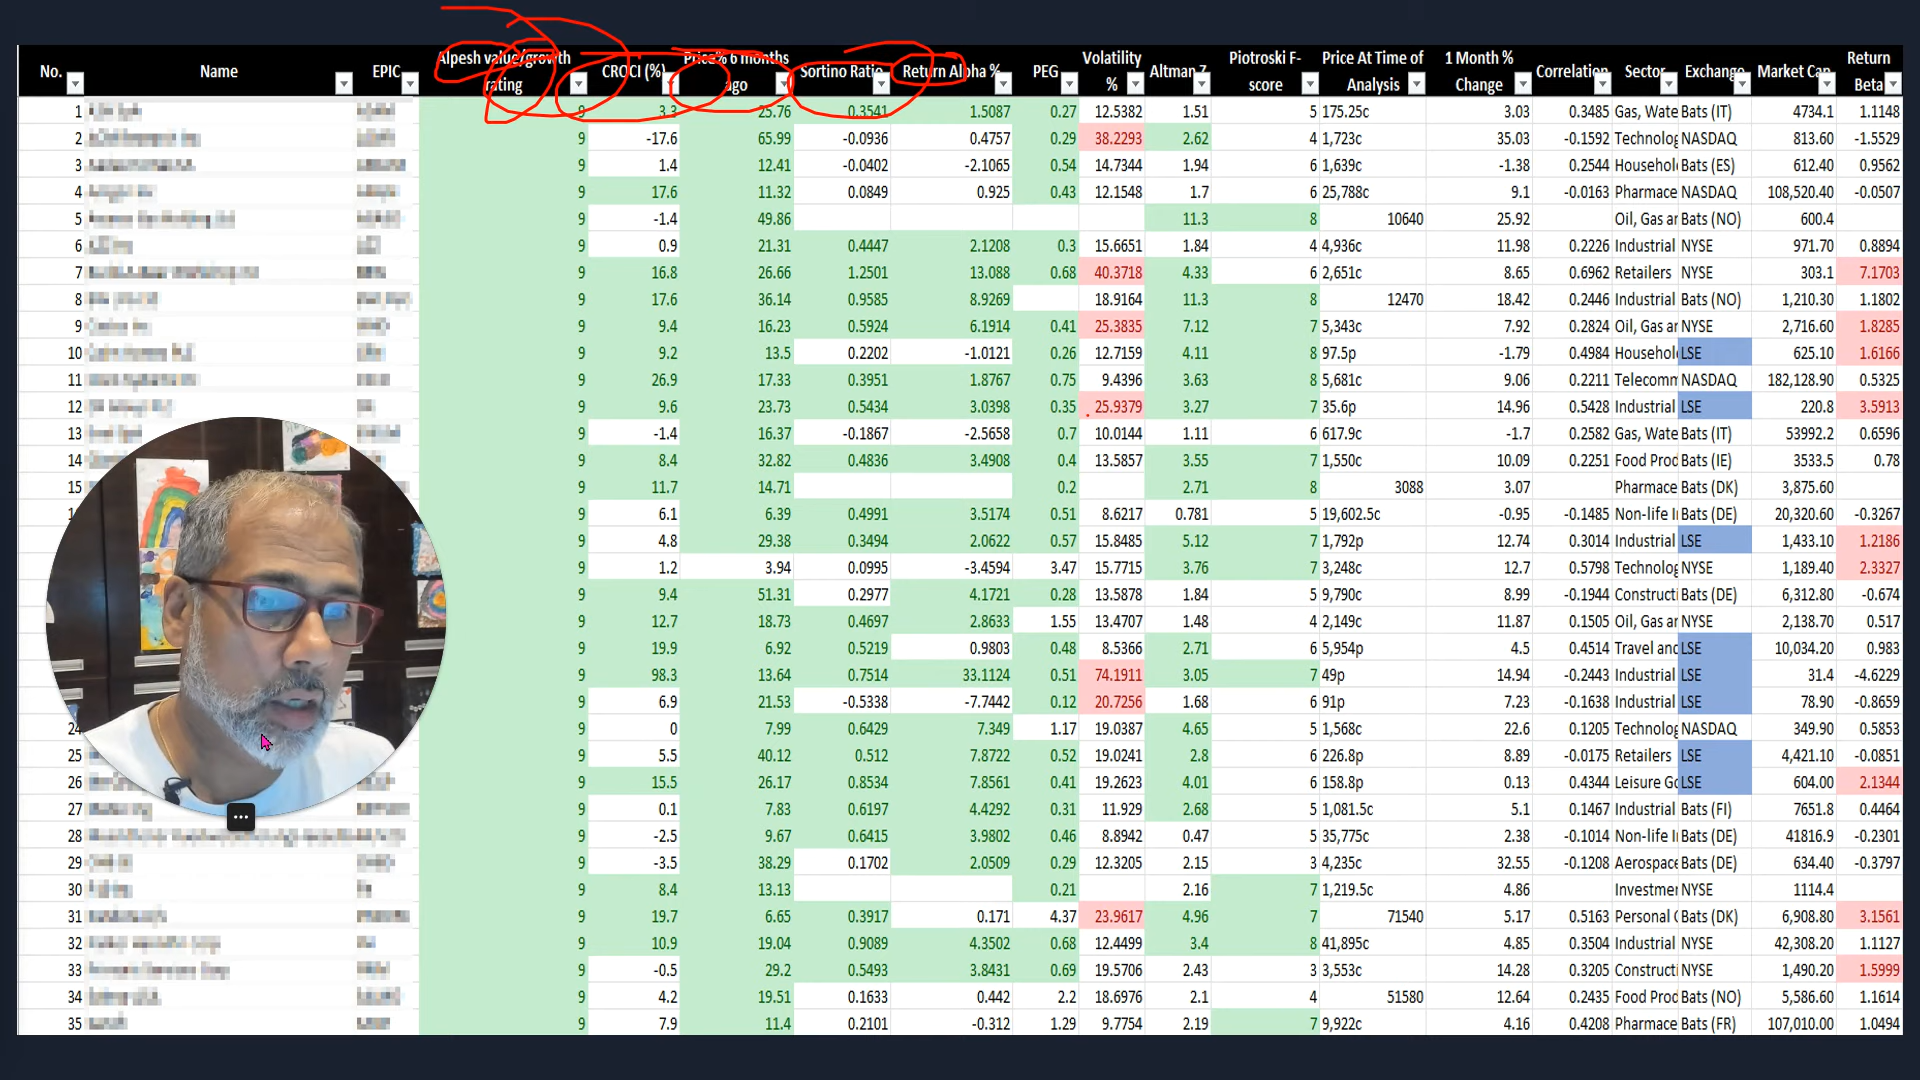 No. Name EPIC Alpesh value/growth rating CROCI (%) Price% 6 months ago Sortino Ratio Return Alpha % PEG Volatility % Altman Z Piotroski F-score Price At Time of Analysis 1 Month % Change Correlation Sector Exchange Market Cap Return Beta
1 9 3.3 25.76 0.3541 1.5087 0.27 12.5382 1.51 5 175.25c 3.03 0.3485 Gas, Wate Bats (IT) 4734.1 1.1148
2 9 -17.6 65.99 -0.0936 0.4757 0.29 38.2293 2.62 4 1,723c 35.03 -0.1592 Technolog NASDAQ 813.60 -1.5529
3 9 1.4 12.41 -0.0402 -2.1065 0.54 14.7344 1.94 6 1,639c -1.38 0.2544 Househol Bats (ES) 612.40 0.9562
4 9 17.6 11.32 0.0849 0.925 0.43 12.1548 1.7 6 25,788c 9.1 -0.0163 Pharmace NASDAQ 108,520.40 -0.0507
5 9 -1.4 49.86 11.3 8 10640 25.92 Oil, Gas ar Bats (NO) 600.4
6 9 0.9 21.31 0.4447 2.1208 0.3 15.6651 1.84 4 4,936c 11.98 0.2226 Industrial NYSE 971.70 0.8894
7 9 16.8 26.66 1.2501 13.088 0.68 40.3718 4.33 6 2,651c 8.65 0.6962 Retailers NYSE 303.1 7.1703
8 9 17.6 36.14 0.9585 8.9269 18.9164 11.3 8 12470 18.42 0.2446 Industrial Bats (NO) 1,210.30 1.1802
9 9 9.4 16.23 0.5924 6.1914 0.41 25.3835 7.12 7 5,343c 7.92 0.2824 Oil, Gas ar NYSE 2,716.60 1.8285
10 9 9.2 13.5 0.2202 -1.0121 0.26 12.7159 4.11 8 97.5p -1.79 0.4984 Househol LSE 625.10 1.6166
11 9 26.9 17.33 0.3951 1.8767 0.75 9.4396 3.63 8 5,681c 9.06 0.2211 Telecomm NASDAQ 182,128.90 0.5325
12 9 9.6 23.73 0.5434 3.0398 0.35 25.9379 3.27 7 35.6p 14.96 0.5428 Industrial LSE 220.8 3.5913
13 9 -1.4 16.37 -0.1867 -2.5658 0.7 10.0144 1.11 6 617.9c -1.7 0.2582 Gas, Wate Bats (IT) 53992.2 0.6596
14 9 8.4 32.82 0.4836 3.4908 0.4 13.5857 3.55 7 1,550c 10.09 0.2251 Food Prod Bats (IE) 3533.5 0.78
15 9 11.7 14.71 0.2 2.71 8 3088 3.07 Pharmace Bats (DK) 3,875.60
9 6.1 6.39 0.4991 3.5174 0.51 8.6217 0.781 5 19,602.5c -0.95 -0.1485 Non-life I Bats (DE) 20,320.60 -0.3267
9 4.8 29.38 0.3494 2.0622 0.57 15.8485 5.12 7 1,792p 12.74 0.3014 Industrial LSE 1,433.10 1.2186
9 1.2 3.94 0.0995 -3.4594 3.47 15.7715 3.76 7 3,248c 12.7 0.5798 Technolog NYSE 1,189.40 2.3327
9 9.4 51.31 0.2977 4.1721 0.28 13.5878 1.84 5 9,790c 8.99 -0.1944 Constructi Bats (DE) 6,312.80 -0.674
9 12.7 18.73 0.4697 2.8633 1.55 13.4707 1.48 4 2,149c 11.87 0.1505 Oil, Gas ar NYSE 2,138.70 0.517
9 19.9 6.92 0.5219 0.9803 0.48 8.5366 2.71 6 5,954p 4.5 0.4514 Travel and LSE 10,034.20 0.983
9 98.3 13.64 0.7514 33.1124 0.51 74.1911 3.05 7 49p 14.94 -0.2443 Industrial LSE 31.4 -4.6229
9 6.9 21.53 -0.5338 -7.7442 0.12 20.7256 1.68 6 91p 7.23 -0.1638 Industrial LSE 78.90 -0.8659
24 9 0 7.99 0.6429 7.349 1.17 19.0387 4.65 5 1,568c 22.6 0.1205 Technolog NASDAQ 349.90 0.5853
25 9 5.5 40.12 0.512 7.8722 0.52 19.0241 2.8 6 226.8p 8.89 -0.0175 Retailers LSE 4,421.10 -0.0851
26 9 15.5 26.17 0.8534 7.8561 0.41 19.2623 4.01 6 158.8p 0.13 0.4344 Leisure Gc LSE 604.00 2.1344
27 9 0.1 7.83 0.6197 4.4292 0.31 11.929 2.68 5 1,081.5c 5.1 0.1467 Industrial Bats (FI) 7651.8 0.4464
28 9 -2.5 9.67 0.6415 3.9802 0.46 8.8942 0.47 5 35,775c 2.38 -0.1014 Non-life I Bats (DE) 41816.9 -0.2301
29 9 -3.5 38.29 0.1702 2.0509 0.29 12.3205 2.15 3 4,235c 32.55 -0.1208 Aerospace Bats (DE) 634.40 -0.3797
30 9 8.4 13.13 0.21 2.16 7 1,219.5c 4.86 Investmer NYSE 1114.4
31 9 19.7 6.65 0.3917 0.171 4.37 23.9617 4.96 7 71540 5.17 0.5163 Personal C Bats (DK) 6,908.80 3.1561
32 9 10.9 19.04 0.9089 4.3502 0.68 12.4499 3.4 8 41,895c 4.85 0.3504 Industrial NYSE 42,308.20 1.1127
33 9 -0.5 29.2 0.5493 3.8431 0.69 19.5706 2.43 3 3,553c 14.28 0.3205 Constructi NYSE 1,490.20 1.5999
34 9 4.2 19.51 0.1633 0.442 2.2 18.6976 2.1 4 51580 12.64 0.2435 Food Prod Bats (NO) 5,586.60 1.1614
35 9 7.9 11.4 0.2101 -0.312 1.29 9.7754 2.19 7 9,922c 4.16 0.4208 Pharmace Bats (FR) 107,010.00 1.0494